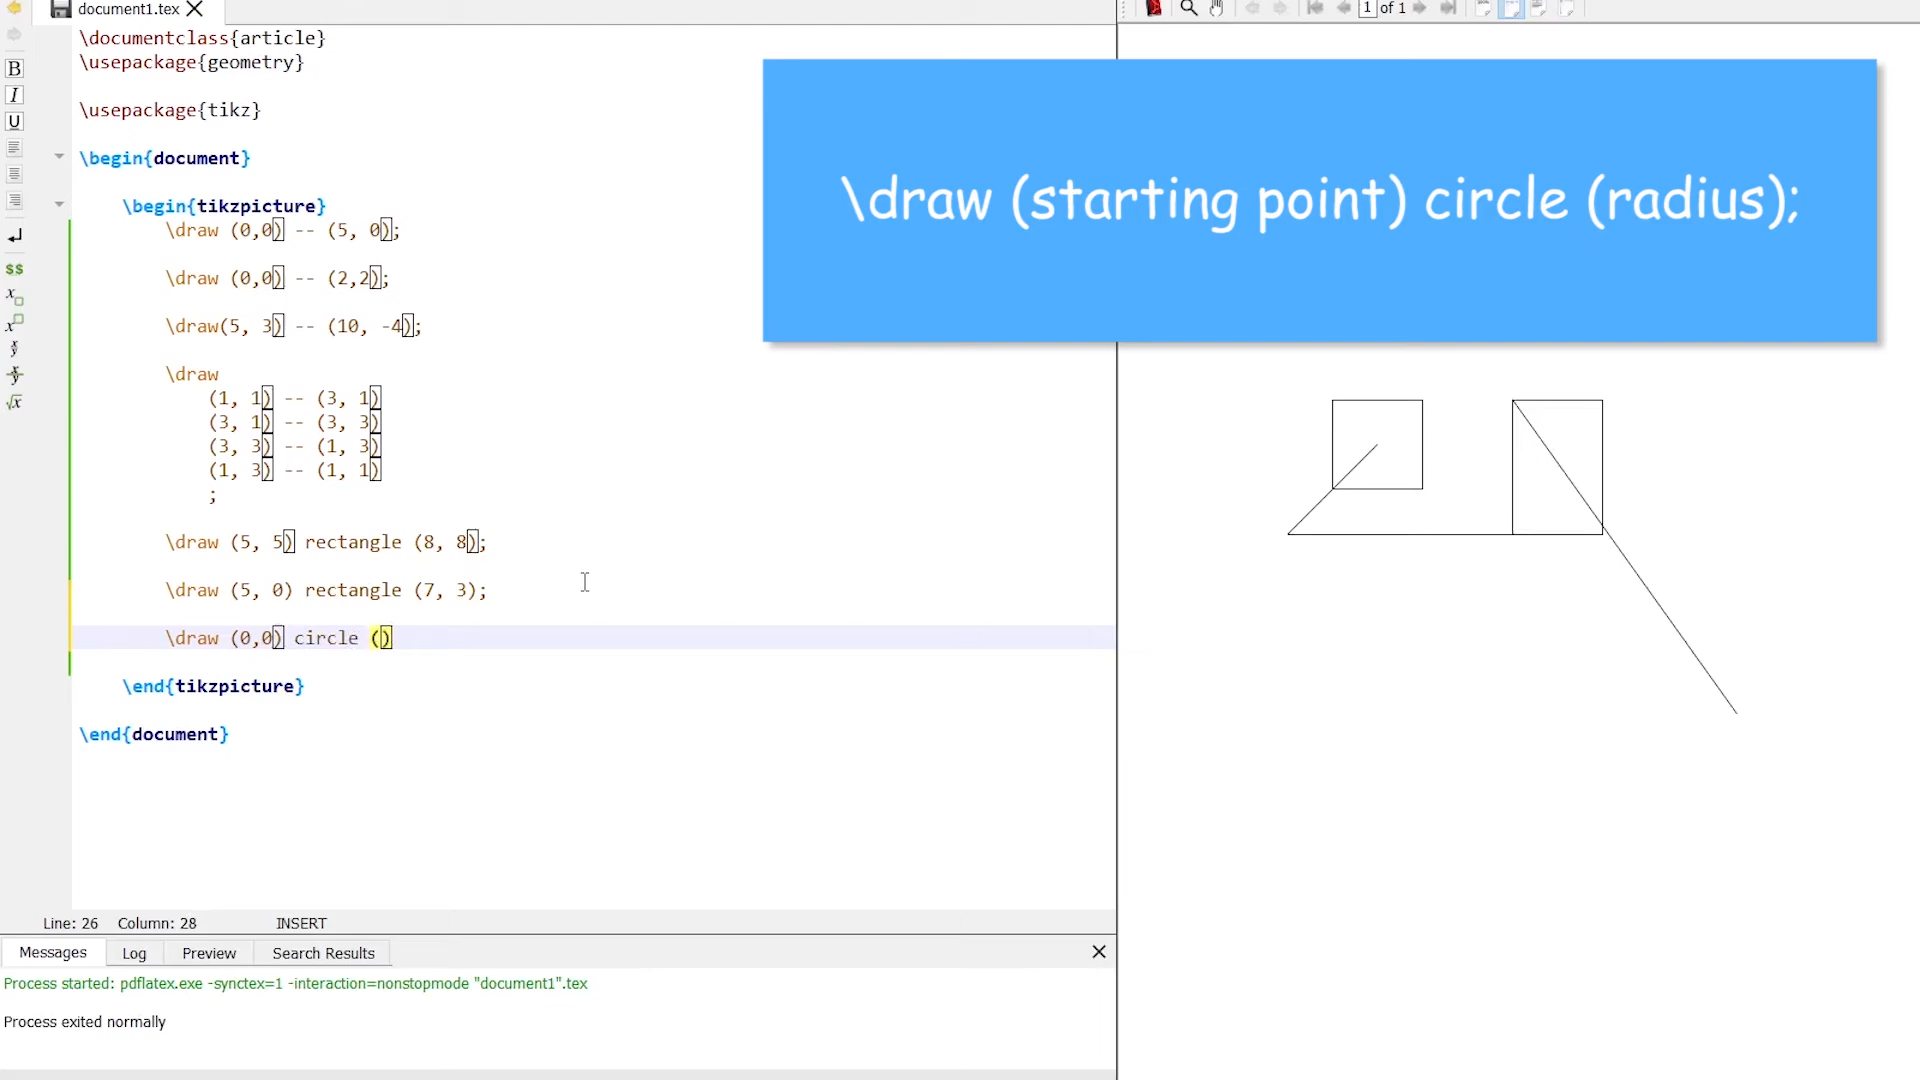 document1.tex
1 of 1
\documentclass{article}
\usepackage{geometry}
\usepackage{tikz}
\begin{document}
\begin{tikzpicture}
\draw (0,0) -- (5, 0);
\draw (0,0) -- (2,2);
\draw(5, 3) -- (10, -4);
\draw
(1, 1) -- (3, 1)
(3, 1) -- (3, 3)
(3, 3) -- (1, 3)
(1, 3) -- (1, 1)
;
\draw (5, 5) rectangle (8, 8);
\draw (5, 0) rectangle (7, 3);
\draw (0,0) circle ()
\end{tikzpicture}
\end{document}
\draw (starting point) circle (radius);
B
I
U
$$
x
x
x/y
x/y
√x
Line: 26 Column: 28 INSERT
Messages Log Preview Search Results
Process started: pdflatex.exe -synctex=1 -interaction=nonstopmode "document1".tex
Process exited normally